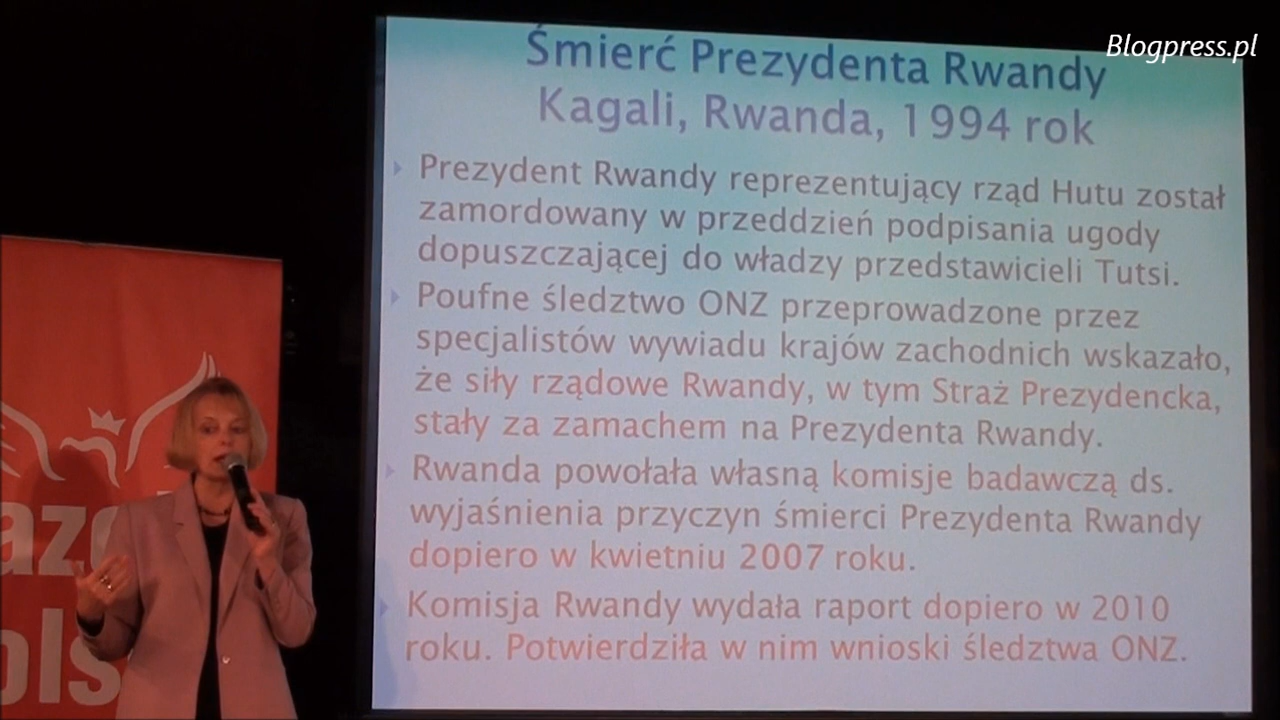 Blogpress.pl
Śmierć Prezydenta Rwandy
Kagali, Rwanda, 1994 rok
Prezydent Rwandy reprezentujący rząd Hutu został
zamordowany w przeddzień podpisania ugody
dopuszczającej do władzy przedstawicieli Tutsi.
Poufne śledztwo ONZ przeprowadzone przez
specjalistów wywiadu krajów zachodnich wskazało,
że siły rządowe Rwandy, w tym Straż Prezydencka,
stały za zamachem na Prezydenta Rwandy.
Rwanda powołała własną komisje badawczą ds.
wyjaśnienia przyczyn śmierci Prezydenta Rwandy
dopiero w kwietniu 2007 roku.
Komisja Rwandy wydała raport dopiero w 2010
roku. Potwierdziła w nim wnioski śledztwa ONZ.